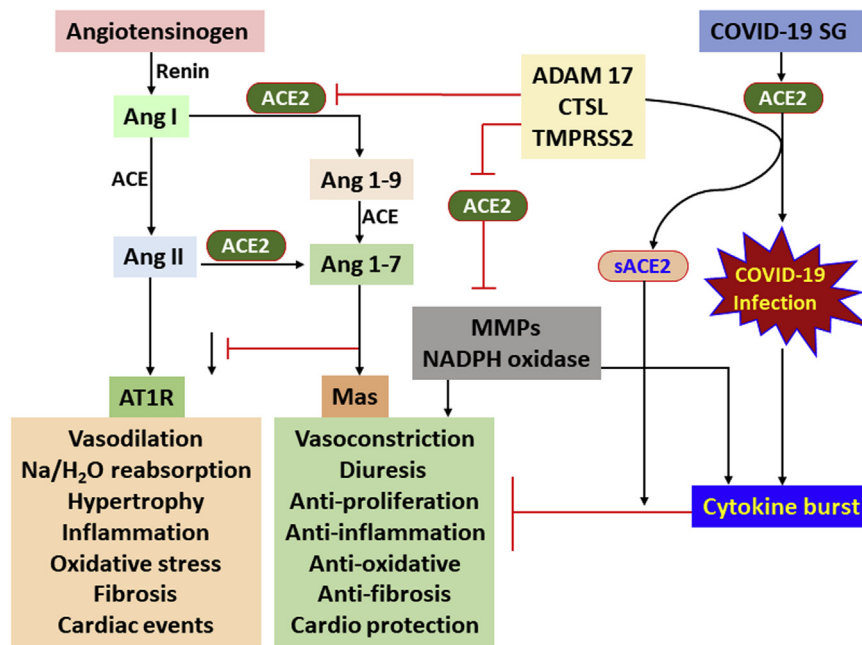 Angiotensinogen
COVID-19 SG
Renin
ACE2
ADAM 17
CTSL
TMPRSS2
ACE2
Ang I
ACE
Ang 1-9
ACE
ACE2
Ang II
ACE2
Ang 1-7
sACE2
COVID-19
Infection
MMPs
NADPH oxidase
AT1R
Mas
Vasodilation
Na/H₂O reabsorption
Hypertrophy
Inflammation
Oxidative stress
Fibrosis
Cardiac events
Vasoconstriction
Diuresis
Anti-proliferation
Anti-inflammation
Anti-oxidative
Anti-fibrosis
Cardio protection
Cytokine burst